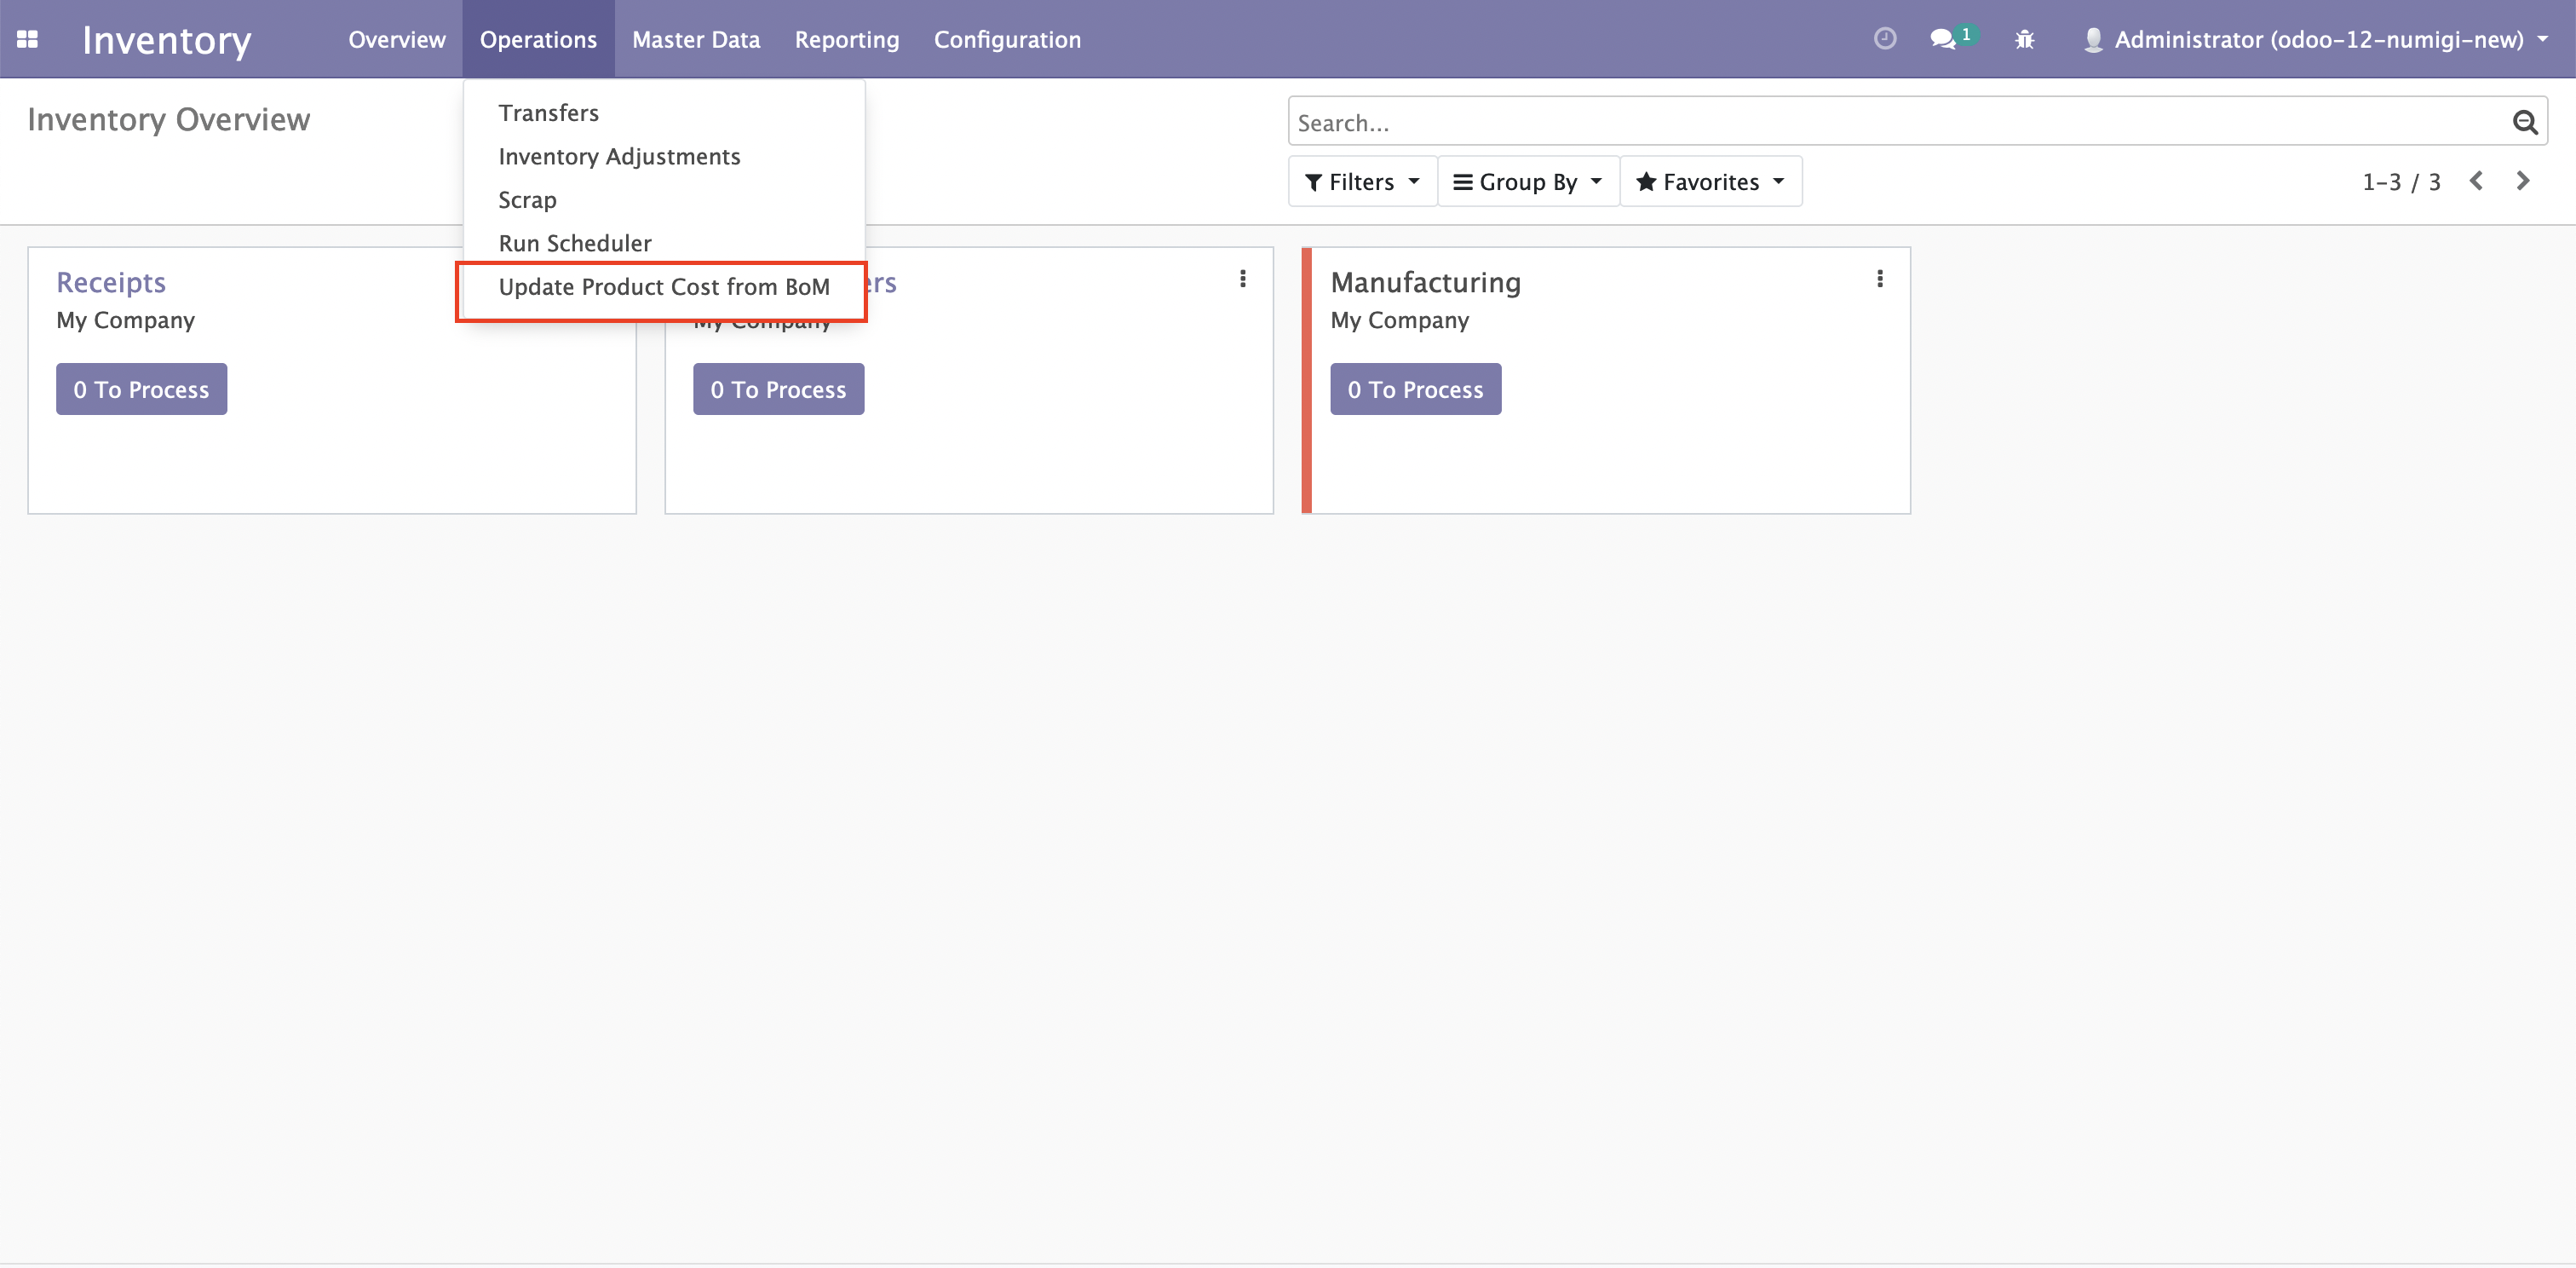 Inventory Overview Operations Master Data Reporting Configuration 1 Administrator (odoo-12-numigi-new)
Inventory Overview
Search...
Filters Group By Favorites 1-3 / 3
Transfers
Inventory Adjustments
Scrap
Run Scheduler
Update Product Cost from BoM
Receipts
My Company
0 To Process
ers
My Company
0 To Process
Manufacturing
My Company
0 To Process